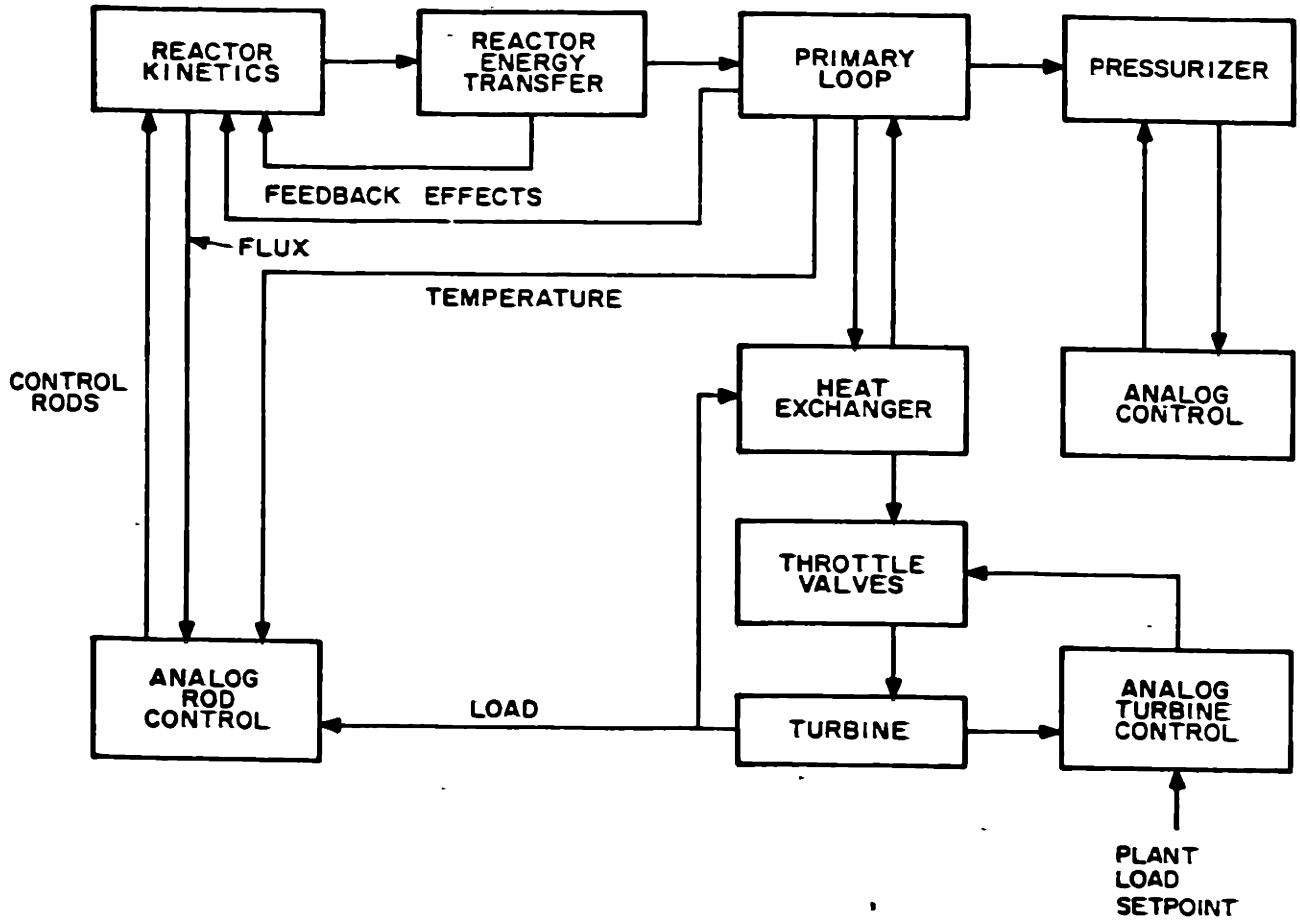 REACTOR
KINETICS
REACTOR
ENERGY
TRANSFER
PRIMARY
LOOP
PRESSURIZER
FEEDBACK EFFECTS
FLUX
TEMPERATURE
CONTROL
RODS
HEAT
EXCHANGER
ANALOG
CONTROL
THROTTLE
VALVES
ANALOG
ROD
CONTROL
LOAD
TURBINE
ANALOG
TURBINE
CONTROL
PLANT
LOAD
SETPOINT